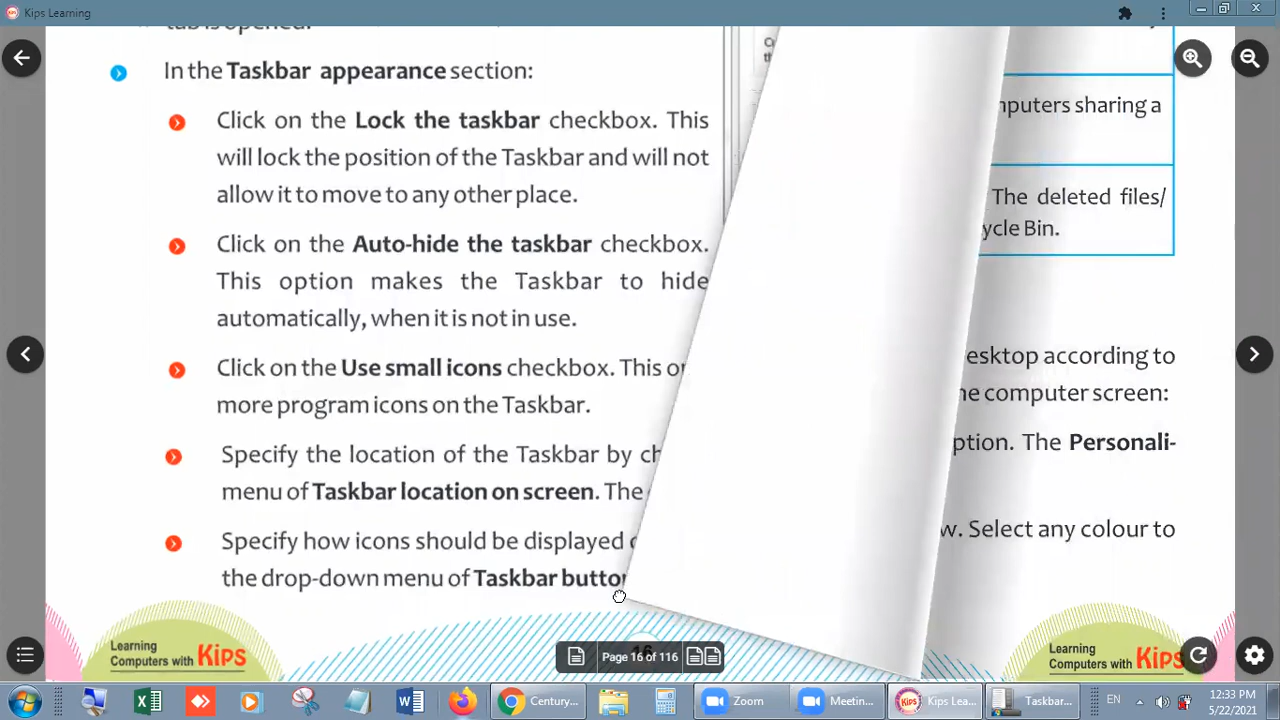 Kips Learning
tab is opened.
In the Taskbar appearance section:
Click on the Lock the taskbar checkbox. This
will lock the position of the Taskbar and will not
allow it to move to any other place.
Click on the Auto-hide the taskbar checkbox.
This option makes the Taskbar to hide
automatically, when it is not in use.
Click on the Use small icons checkbox. This
more program icons on the Taskbar.
Specify the location of the Taskbar by
menu of Taskbar location on screen. The
Specify how icons should be displayed
the drop-down menu of Taskbar
mputers sharing a
The deleted files/
ycle Bin.
esktop according to
he computer screen:
ption. The Personali-
w. Select any colour to
Learning
Computers with Kips
Page 16 of 116
Learning
Computers with Kips
Century...
Zoom
Meetin...
Kips Lea...
Taskbar...
EN
12:33 PM
5/22/2021